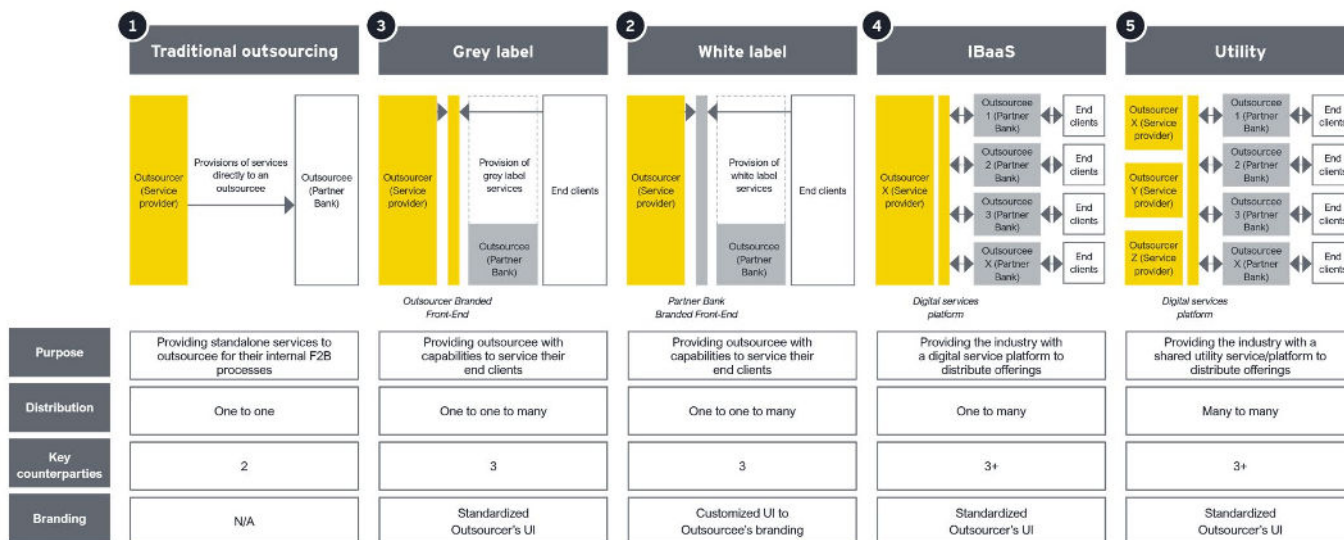 1
Traditional outsourcing
3
Grey label
2
White label
4
IBaaS
5
Utility
Outsourcer
(Service
provider)
Provisions of services
directly to an
outsourcee
Outsourcee
(Partner
Bank)
Outsourcer
(Service
provider)
Provision of
grey label
services
Outsourcee
(Partner
Bank)
End clients
Outsourcer Branded
Front-End
Outsourcer
(Service
provider)
Provision of
white label
services
Outsourcee
(Partner
Bank)
End clients
Partner Bank
Branded Front-End
Outsourcer
X (Service
provider)
Outsourcee
1 (Partner
Bank)
End
clients
Outsourcee
2 (Partner
Bank)
End
clients
Outsourcee
3 (Partner
Bank)
End
clients
Outsourcee
X (Partner
Bank)
End
clients
Digital services
platform
Outsourcer
X (Service
provider)
Outsourcer
Y (Service
provider)
Outsourcer
Z (Service
provider)
Outsourcee
1 (Partner
Bank)
End
clients
Outsourcee
2 (Partner
Bank)
End
clients
Outsourcee
3 (Partner
Bank)
End
clients
Outsourcee
X (Partner
Bank)
End
clients
Digital services
platform
Purpose
Providing standalone services to
outsourcee for their internal F2B
processes
Providing outsourcee with
capabilities to service their
end clients
Providing outsourcee with
capabilities to service their
end clients
Providing the industry with
a digital service platform to
distribute offerings
Providing the industry with a
shared utility service/platform to
distribute offerings
Distribution
One to one
One to one to many
One to one to many
One to many
Many to many
Key
counterparties
2
3
3
3+
3+
Branding
N/A
Standardized
Outsourcer's UI
Customized UI to
Outsourcee's branding
Standardized
Outsourcer's UI
Standardized
Outsourcer's UI